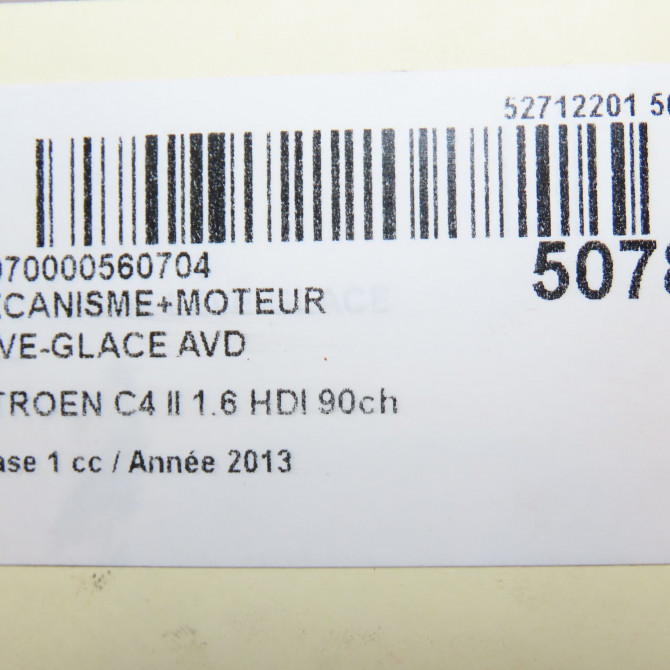 52712201 50
070000560704
5078
ECANISME+MOTEUR
VE-GLACE AVD
TROEN C4 II 1.6 HDI 90ch
ase 1 cc / Année 2013